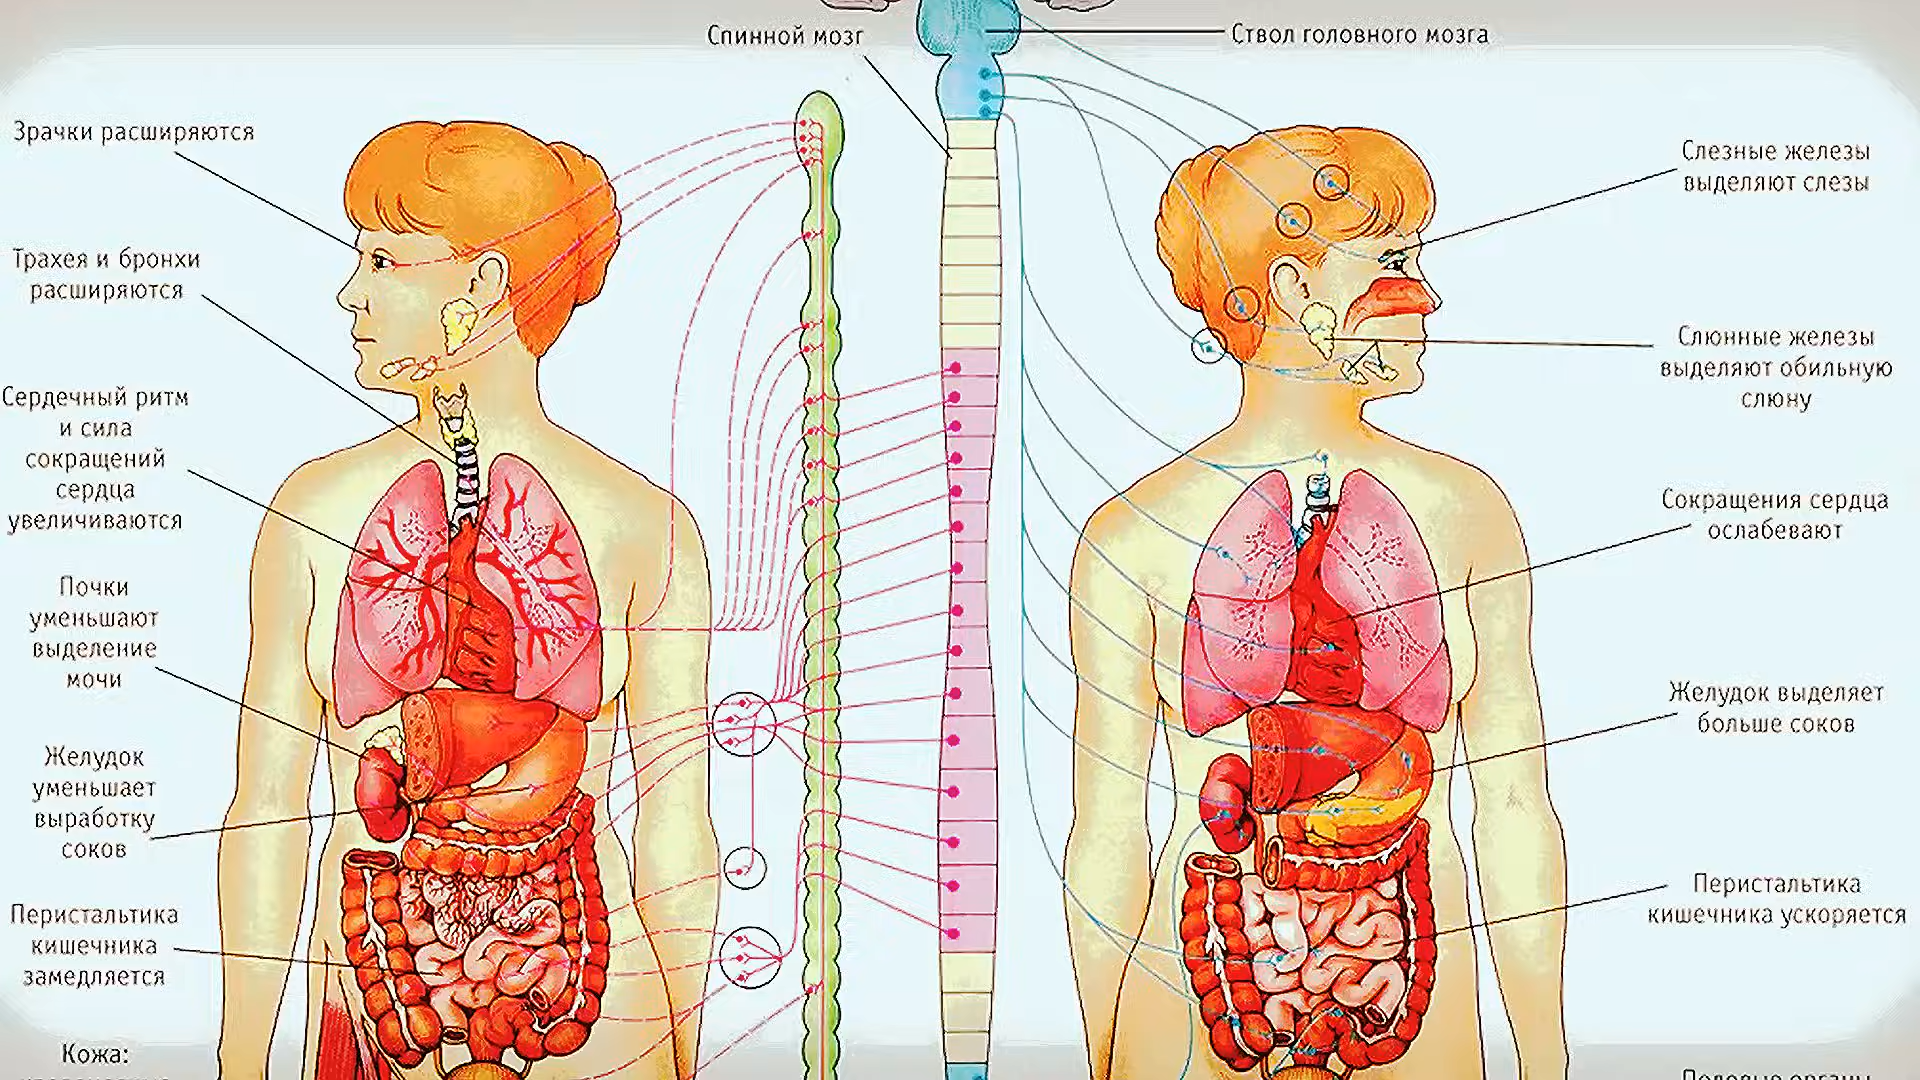 Спинной мозг
Ствол головного мозга
Зрачки расширяются
Трахея и бронхи
расширяются
Сердечный ритм
и сила
сокращений
сердца
увеличиваются
Почки
уменьшают
выделение
мочи
Желудок
уменьшает
выработку
соков
Перистальтика
кишечника
замедляется
Кожа:
Слезные железы
выделяют слезы
Слюнные железы
выделяют обильную
слюну
Сокращения сердца
ослабевают
Желудок выделяет
больше соков
Перистальтика
кишечника ускоряется
Половые органы